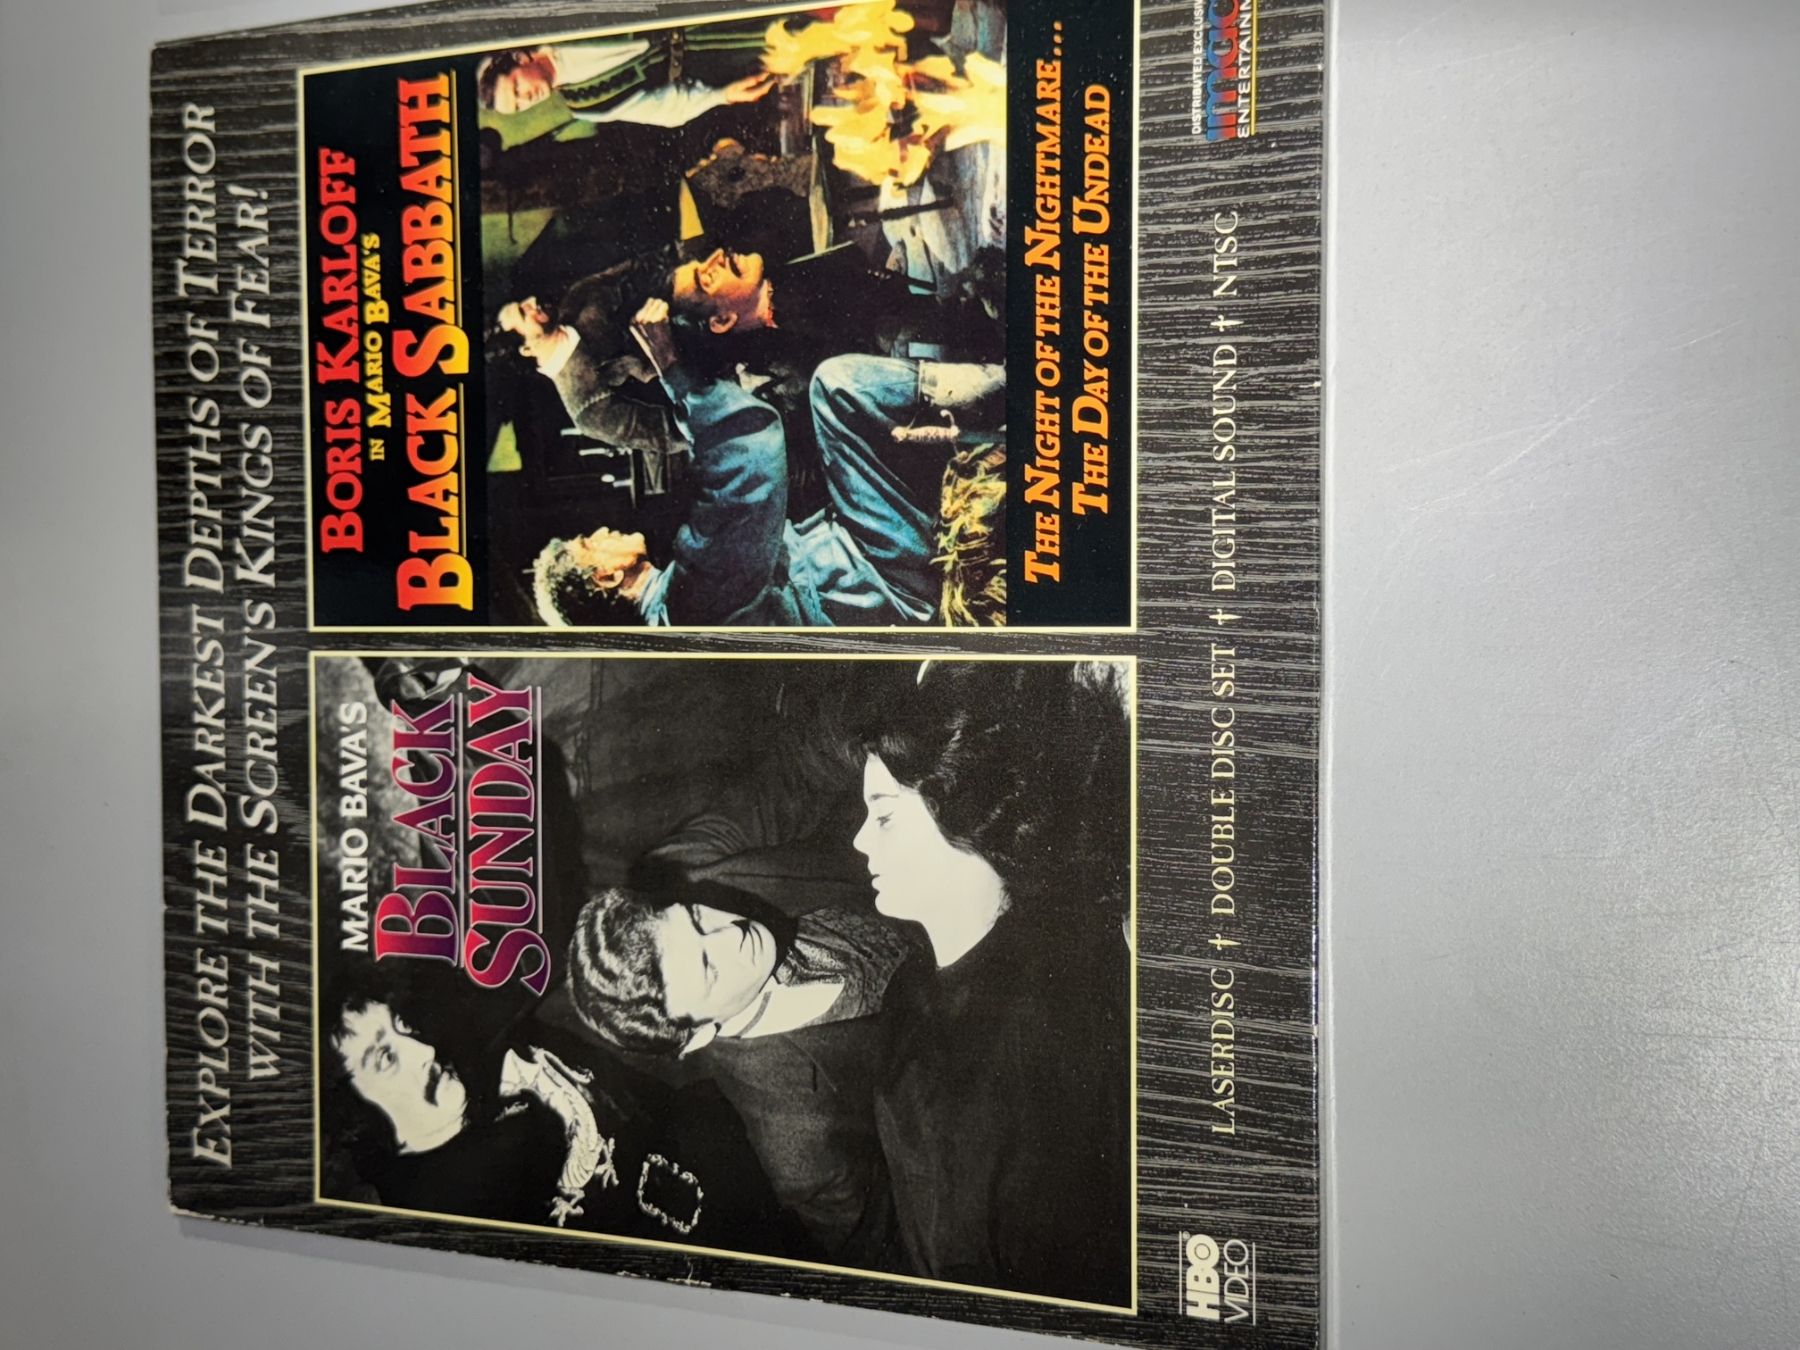 EXPLORE THE DARKEST DEPTHS OF TERROR
WITH THE SCREEN'S KINGS OF FEAR!
MARIO BAVA'S
BLACK
SUNDAY
BORIS KARLOFF
IN MARIO BAVA'S
BLACK SABBATH
THE NIGHT OF THE NIGHTMARE...
THE DAY OF THE UNDEAD
HBO®
VIDEO
LASERDISC † DOUBLE DISC SET † DIGITAL SOUND † NTSC
DISTRIBUTED